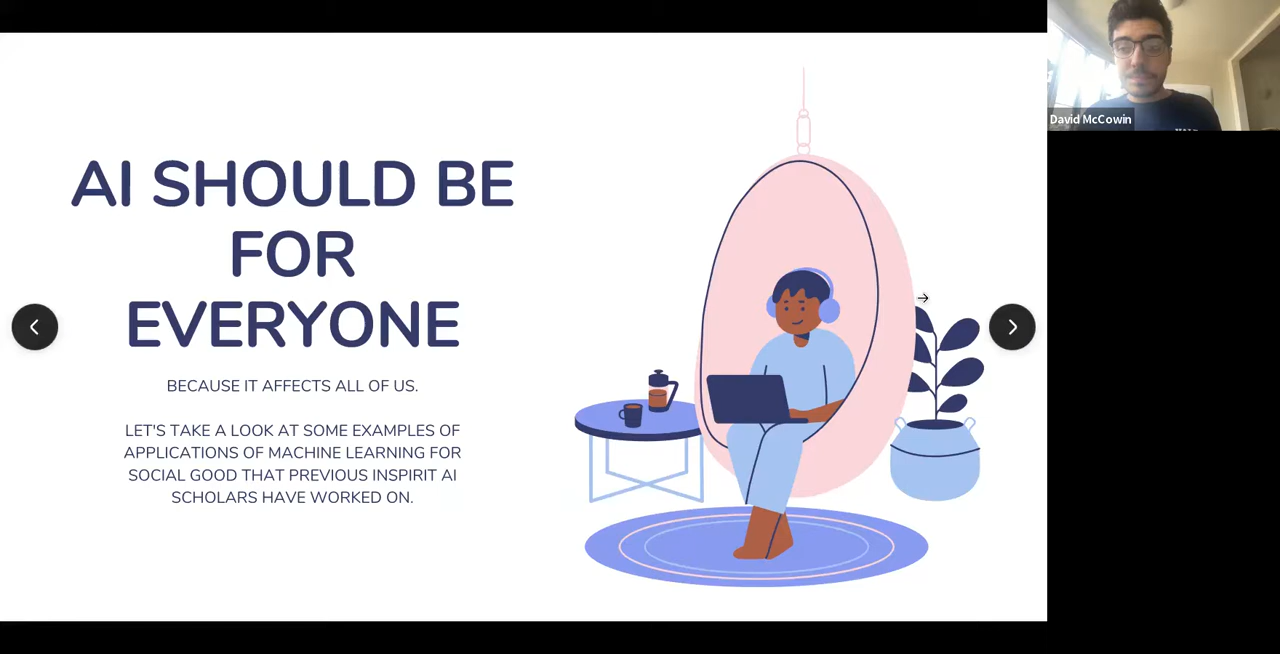 AI SHOULD BE
FOR
EVERYONE
BECAUSE IT AFFECTS ALL OF US.
LET'S TAKE A LOOK AT SOME EXAMPLES OF
APPLICATIONS OF MACHINE LEARNING FOR
SOCIAL GOOD THAT PREVIOUS INSPIRIT AI
SCHOLARS HAVE WORKED ON.
David McCowin